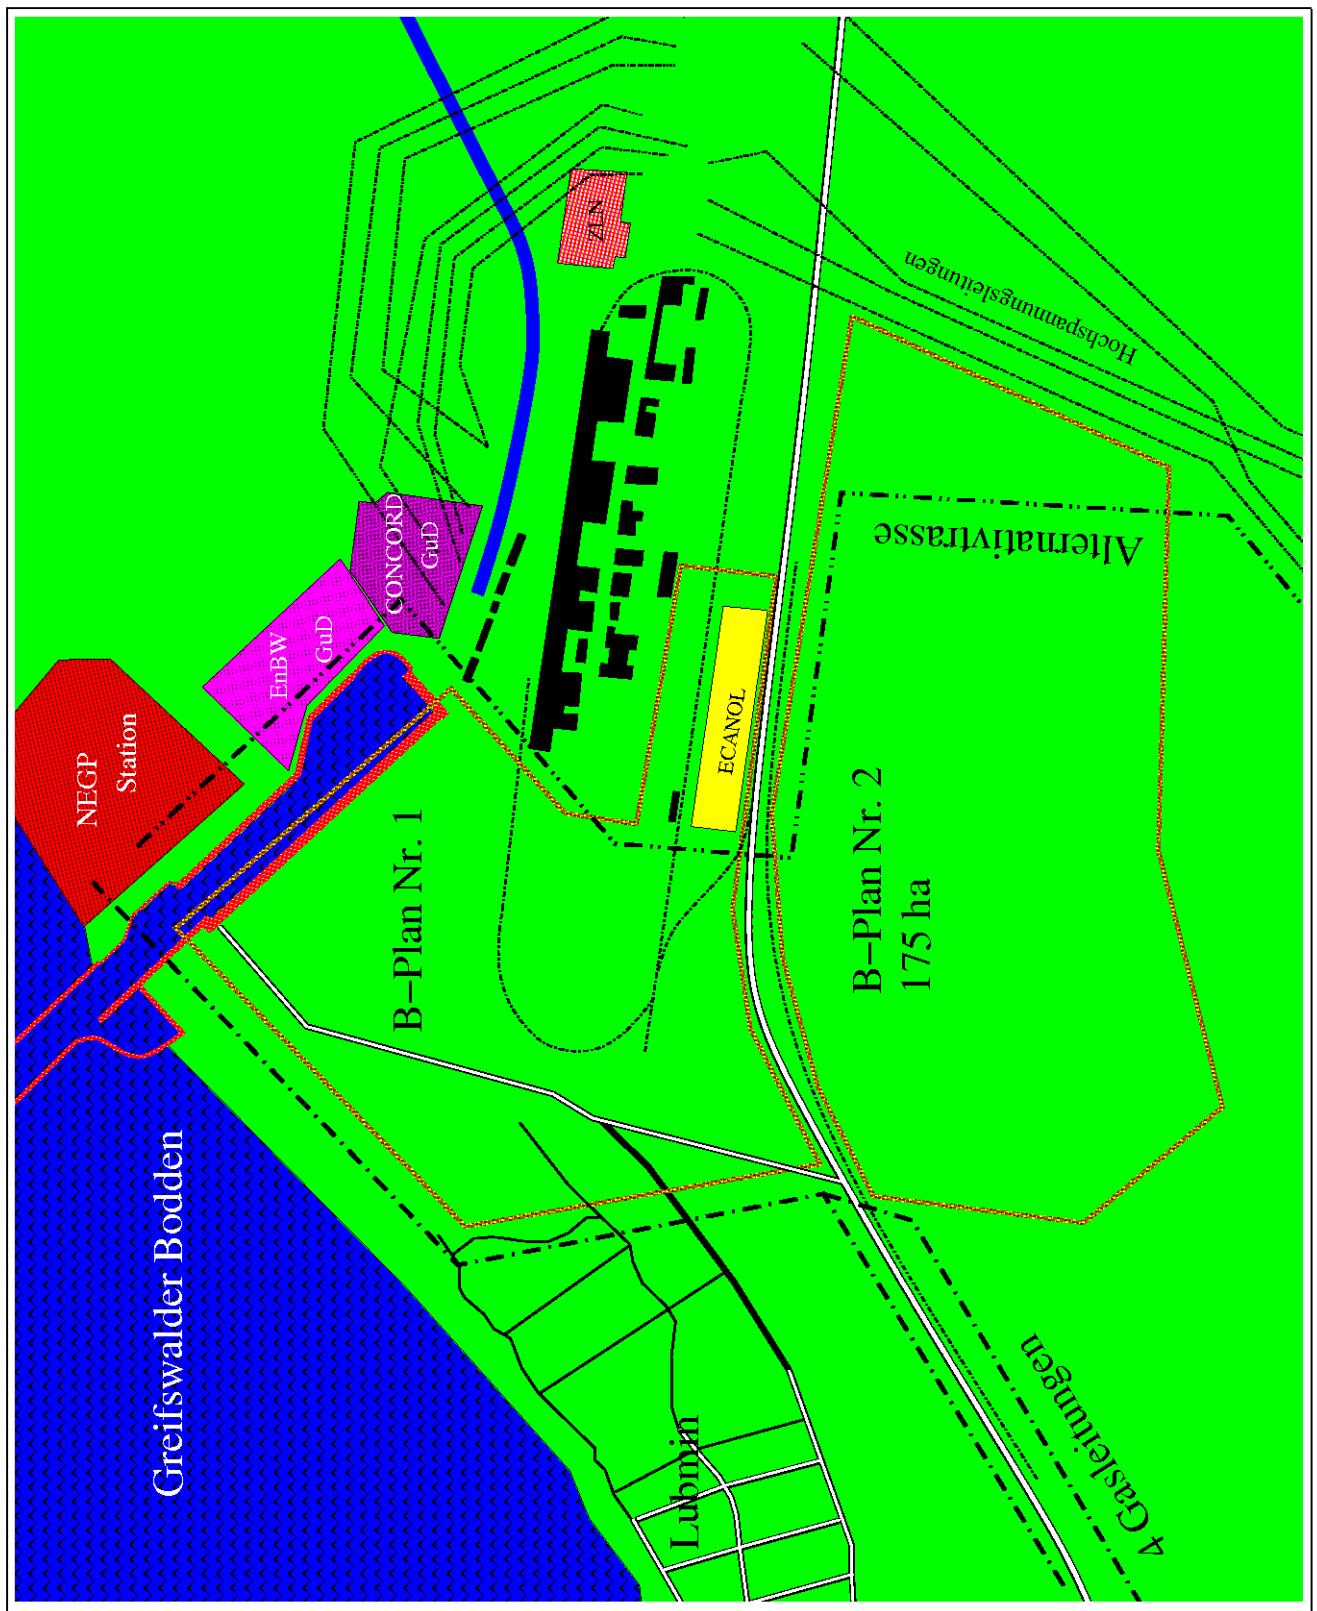 Greifswalder Bodden
NEGP
Station
EnBW
GuD
CONCORD
GuD
ZLN
B–Plan Nr. 1
ECANOL
B–Plan Nr. 2
175 ha
Hochspannungsleitungen
Alternativtrasse
Lubmin
4 Gasleitungen